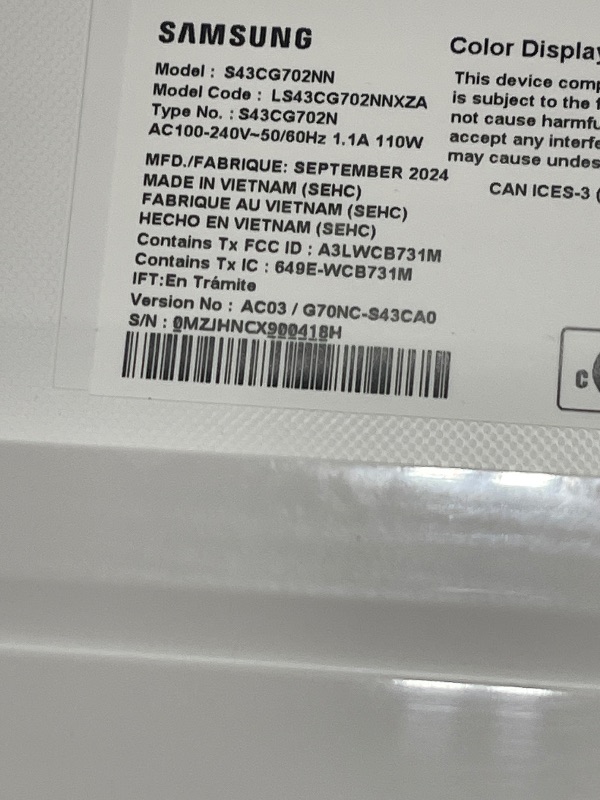 SAMSUNG
Model : S43CG702NN
Model Code : LS43CG702NNXZA
Type No. : S43CG702N
AC100-240V~50/60Hz 1.1A 110W
MFD./FABRIQUE: SEPTEMBER 2024
MADE IN VIETNAM (SEHC)
FABRIQUE AU VIETNAM (SEHC)
HECHO EN VIETNAM (SEHC)
Contains Tx FCC ID : A3LWCB731M
Contains Tx IC : 649E-WCB731M
IFT:En Trámite
Version No : AC03 / G70NC-S43CA0
S/N : 0MZJHNCX900418H
Color Display
This device comp
is subject to the f
not cause harmfu
accept any interfe
may cause undes
CAN ICES-3 (
C